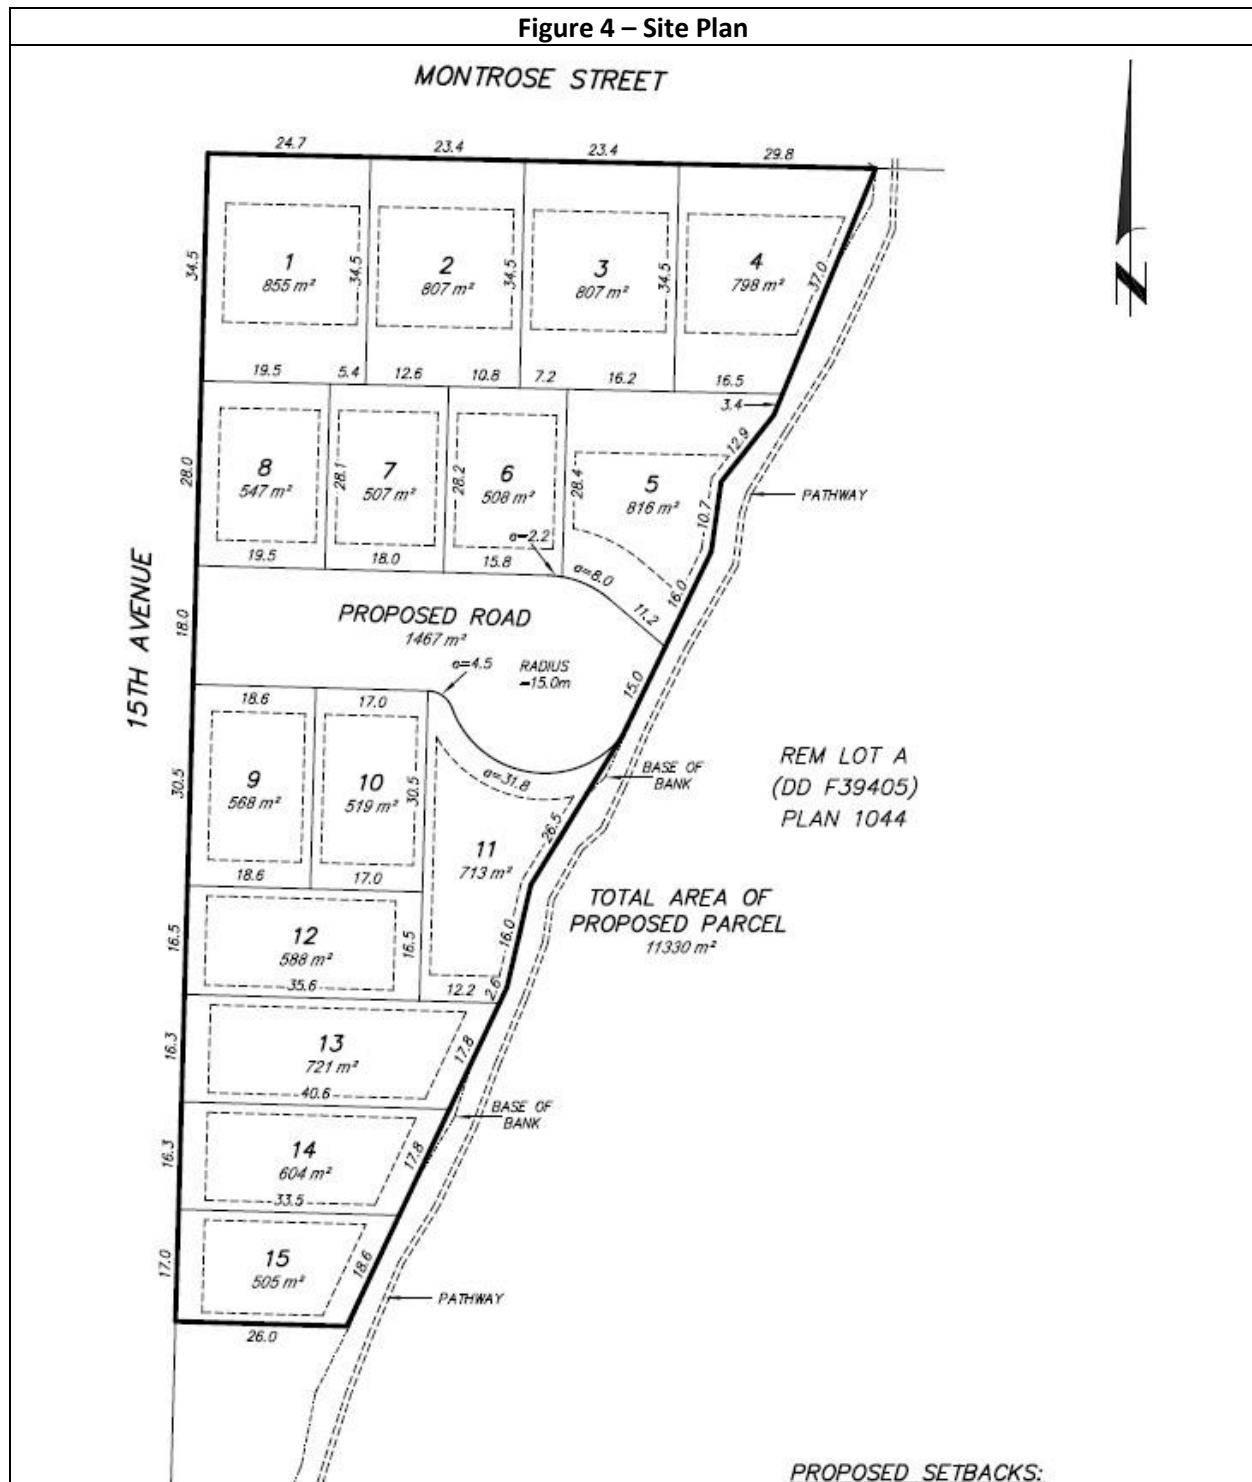 Figure 4 – Site Plan
MONTROSE STREET
24.7
23.4
23.4
29.8
N
34.5
1
855 m²
34.5
2
807 m²
34.5
3
807 m²
34.5
4
798 m²
37.0
19.5
5.4
12.6
10.8
7.2
16.2
16.5
3.4
12.9
28.0
8
547 m²
28.1
7
507 m²
28.2
6
508 m²
28.4
5
816 m²
10.7
PATHWAY
19.5
18.0
15.8
a=2.2
a=8.0
16.0
11.2
15TH AVENUE
18.0
PROPOSED ROAD
1467 m²
a=4.5
RADIUS
=15.0m
15.0
18.6
17.0
30.5
9
568 m²
10
519 m²
30.5
a=31.8
BASE OF
BANK
REM LOT A
(DD F39405)
PLAN 1044
26.5
11
713 m²
18.6
17.0
TOTAL AREA OF
PROPOSED PARCEL
11330 m²
16.5
12
588 m²
35.6
16.5
16.0
12.2
2.6
16.3
13
721 m²
40.6
17.8
BASE OF
BANK
16.3
14
604 m²
33.5
17.8
17.0
15
505 m²
18.6
PATHWAY
26.0
PROPOSED SETBACKS: